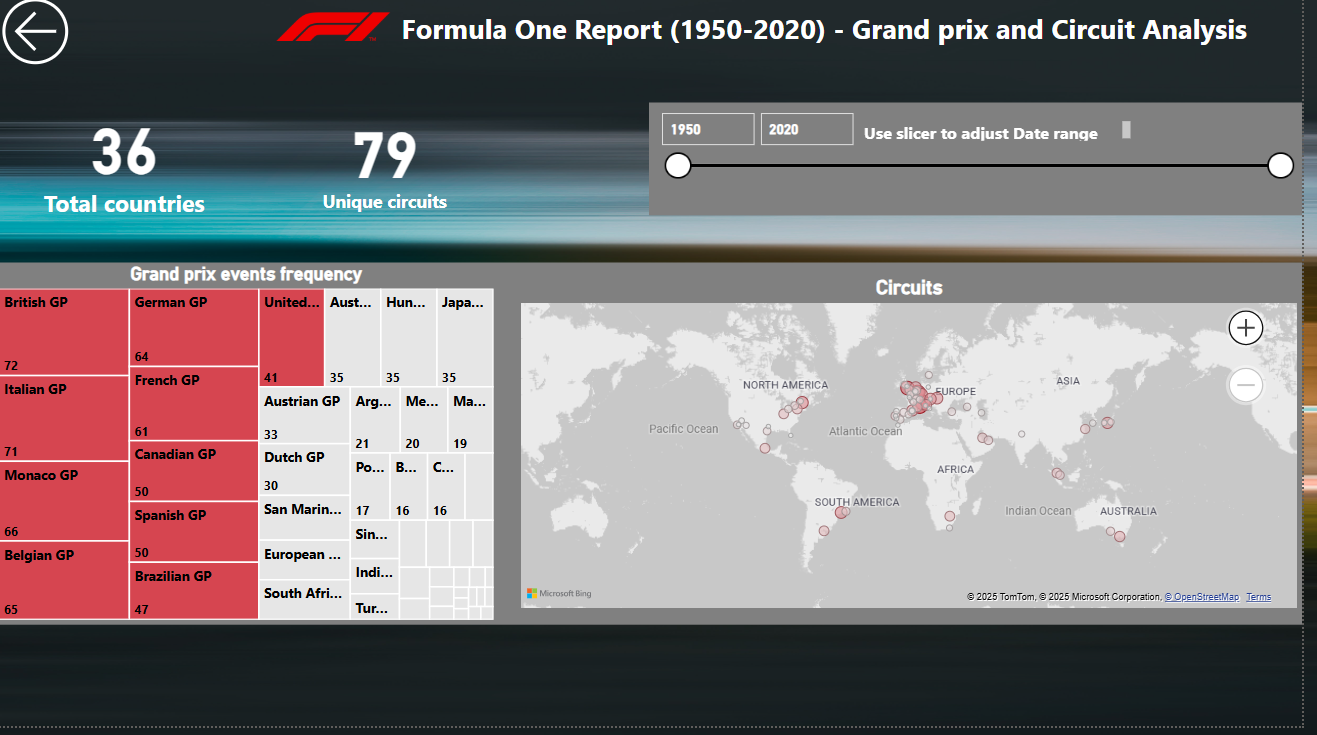 Formula One Report (1950-2020) - Grand prix and Circuit Analysis
36
Total countries
79
Unique circuits
1950
2020
Use slicer to adjust Date range
Grand prix events frequency
British GP
72
Italian GP
71
Monaco GP
66
Belgian GP
65
German GP
64
French GP
61
Canadian GP
50
Spanish GP
50
Brazilian GP
47
United...
41
Aust...
35
Hun...
35
Japa...
35
Austrian GP
33
Dutch GP
30
San Marin...
European ...
South Afri...
Arg...
21
Me...
20
Ma...
19
Po...
17
B...
16
C...
16
Sin...
Indi...
Tur...
Circuits
NORTH AMERICA
EUROPE
ASIA
Pacific Ocean
Atlantic Ocean
AFRICA
SOUTH AMERICA
Indian Ocean
AUSTRALIA
Microsoft Bing
© 2025 TomTom, © 2025 Microsoft Corporation, © OpenStreetMap Terms